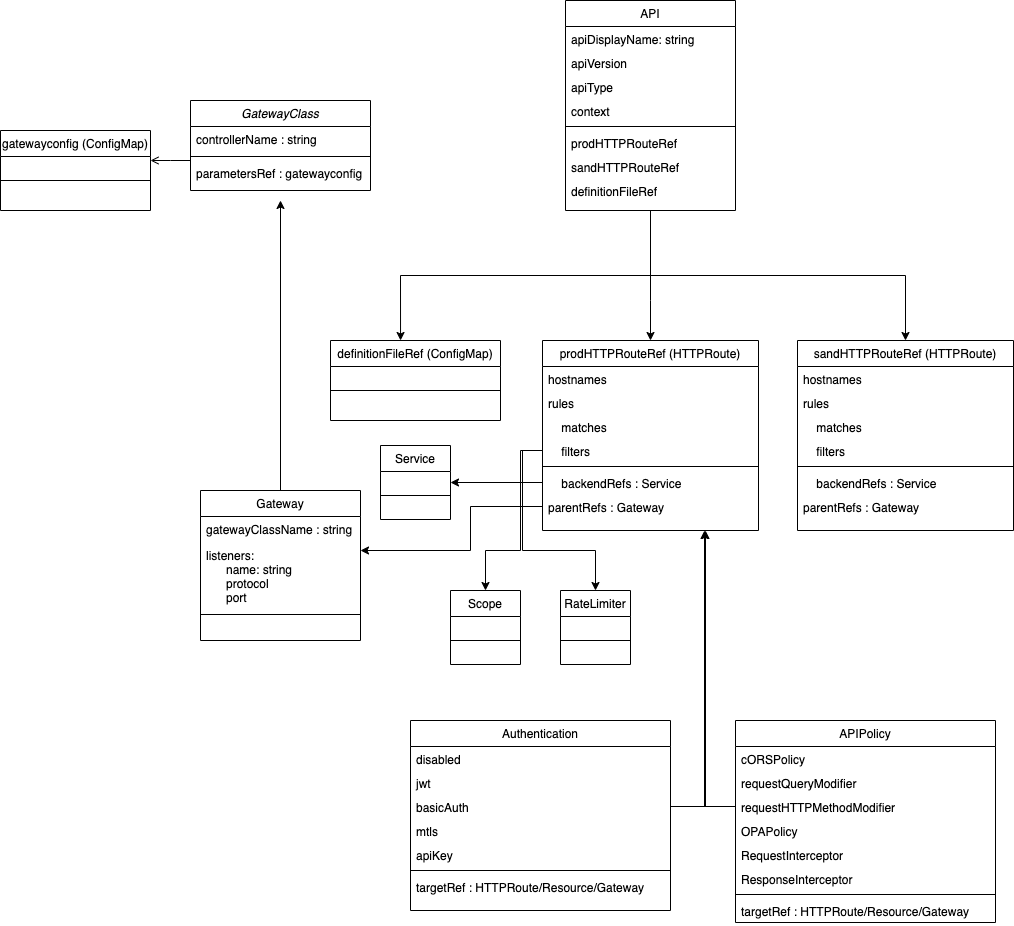 API
apiDisplayName: string
apiVersion
apiType
context
prodHTTPRouteRef
sandHTTPRouteRef
definitionFileRef
GatewayClass
controllerName : string
parametersRef : gatewayconfig
gatewayconfig (ConfigMap)
definitionFileRef (ConfigMap)
prodHTTPRouteRef (HTTPRoute)
hostnames
rules
matches
filters
backendRefs : Service
parentRefs : Gateway
sandHTTPRouteRef (HTTPRoute)
hostnames
rules
matches
filters
backendRefs : Service
parentRefs : Gateway
Service
Gateway
gatewayClassName : string
listeners:
name: string
protocol
port
Scope
RateLimiter
Authentication
disabled
jwt
basicAuth
mtls
apiKey
targetRef : HTTPRoute/Resource/Gateway
APIPolicy
cORSPolicy
requestQueryModifier
requestHTTPMethodModifier
OPAPolicy
RequestInterceptor
ResponseInterceptor
targetRef : HTTPRoute/Resource/Gateway